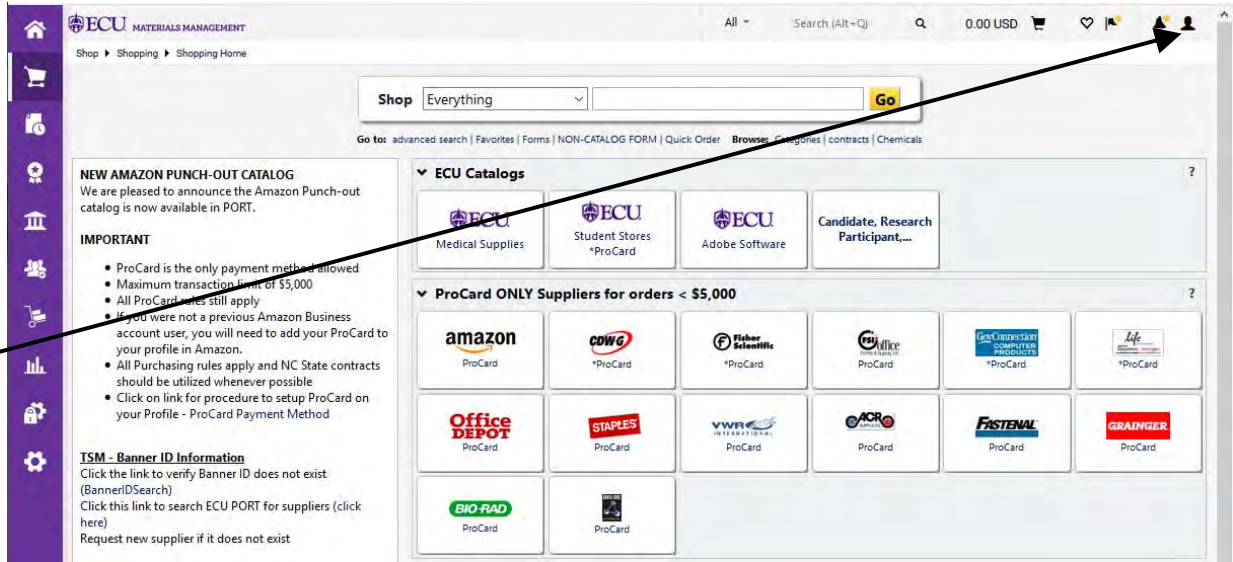 ECU MATERIALS MANAGEMENT
All
Search (Alt+Q)
0.00 USD
Shop Shopping Shopping Home
Shop Everything Go
Go to: advanced search | Favorites | Forms | NON-CATALOG FORM | Quick Order Browse: Categories | contracts | Chemicals
NEW AMAZON PUNCH-OUT CATALOG
We are pleased to announce the Amazon Punch-out
catalog is now available in PORT.
IMPORTANT
• ProCard is the only payment method allowed
• Maximum transaction limit of $5,000
• All ProCard rules still apply
• If you were not a previous Amazon Business
account user, you will need to add your ProCard to
your profile in Amazon.
• All Purchasing rules apply and NC State contracts
should be utilized whenever possible
• Click on link for procedure to setup ProCard on
your Profile - ProCard Payment Method
TSM - Banner ID Information
Click the link to verify Banner ID does not exist
(BannerIDSearch)
Click this link to search ECU PORT for suppliers (click
here)
Request new supplier if it does not exist
ECU Catalogs ?
ECU
Medical Supplies
ECU
Student Stores
*ProCard
ECU
Adobe Software
Candidate, Research
Participant,...
ProCard ONLY Suppliers for orders < $5,000 ?
amazon
ProCard
CDWG
*ProCard
Fisher
Scientific
*ProCard
FSIoffice
ProCard
GovConnection
COMPUTER
PRODUCTS
*ProCard
life
*ProCard
Office
DEPOT
ProCard
STAPLES
ProCard
VWR
INTERNATIONAL
ProCard
ACR
SUPPLY CO
ProCard
FASTENAL
ProCard
GRAINGER
ProCard
BIO-RAD
ProCard
ProCard